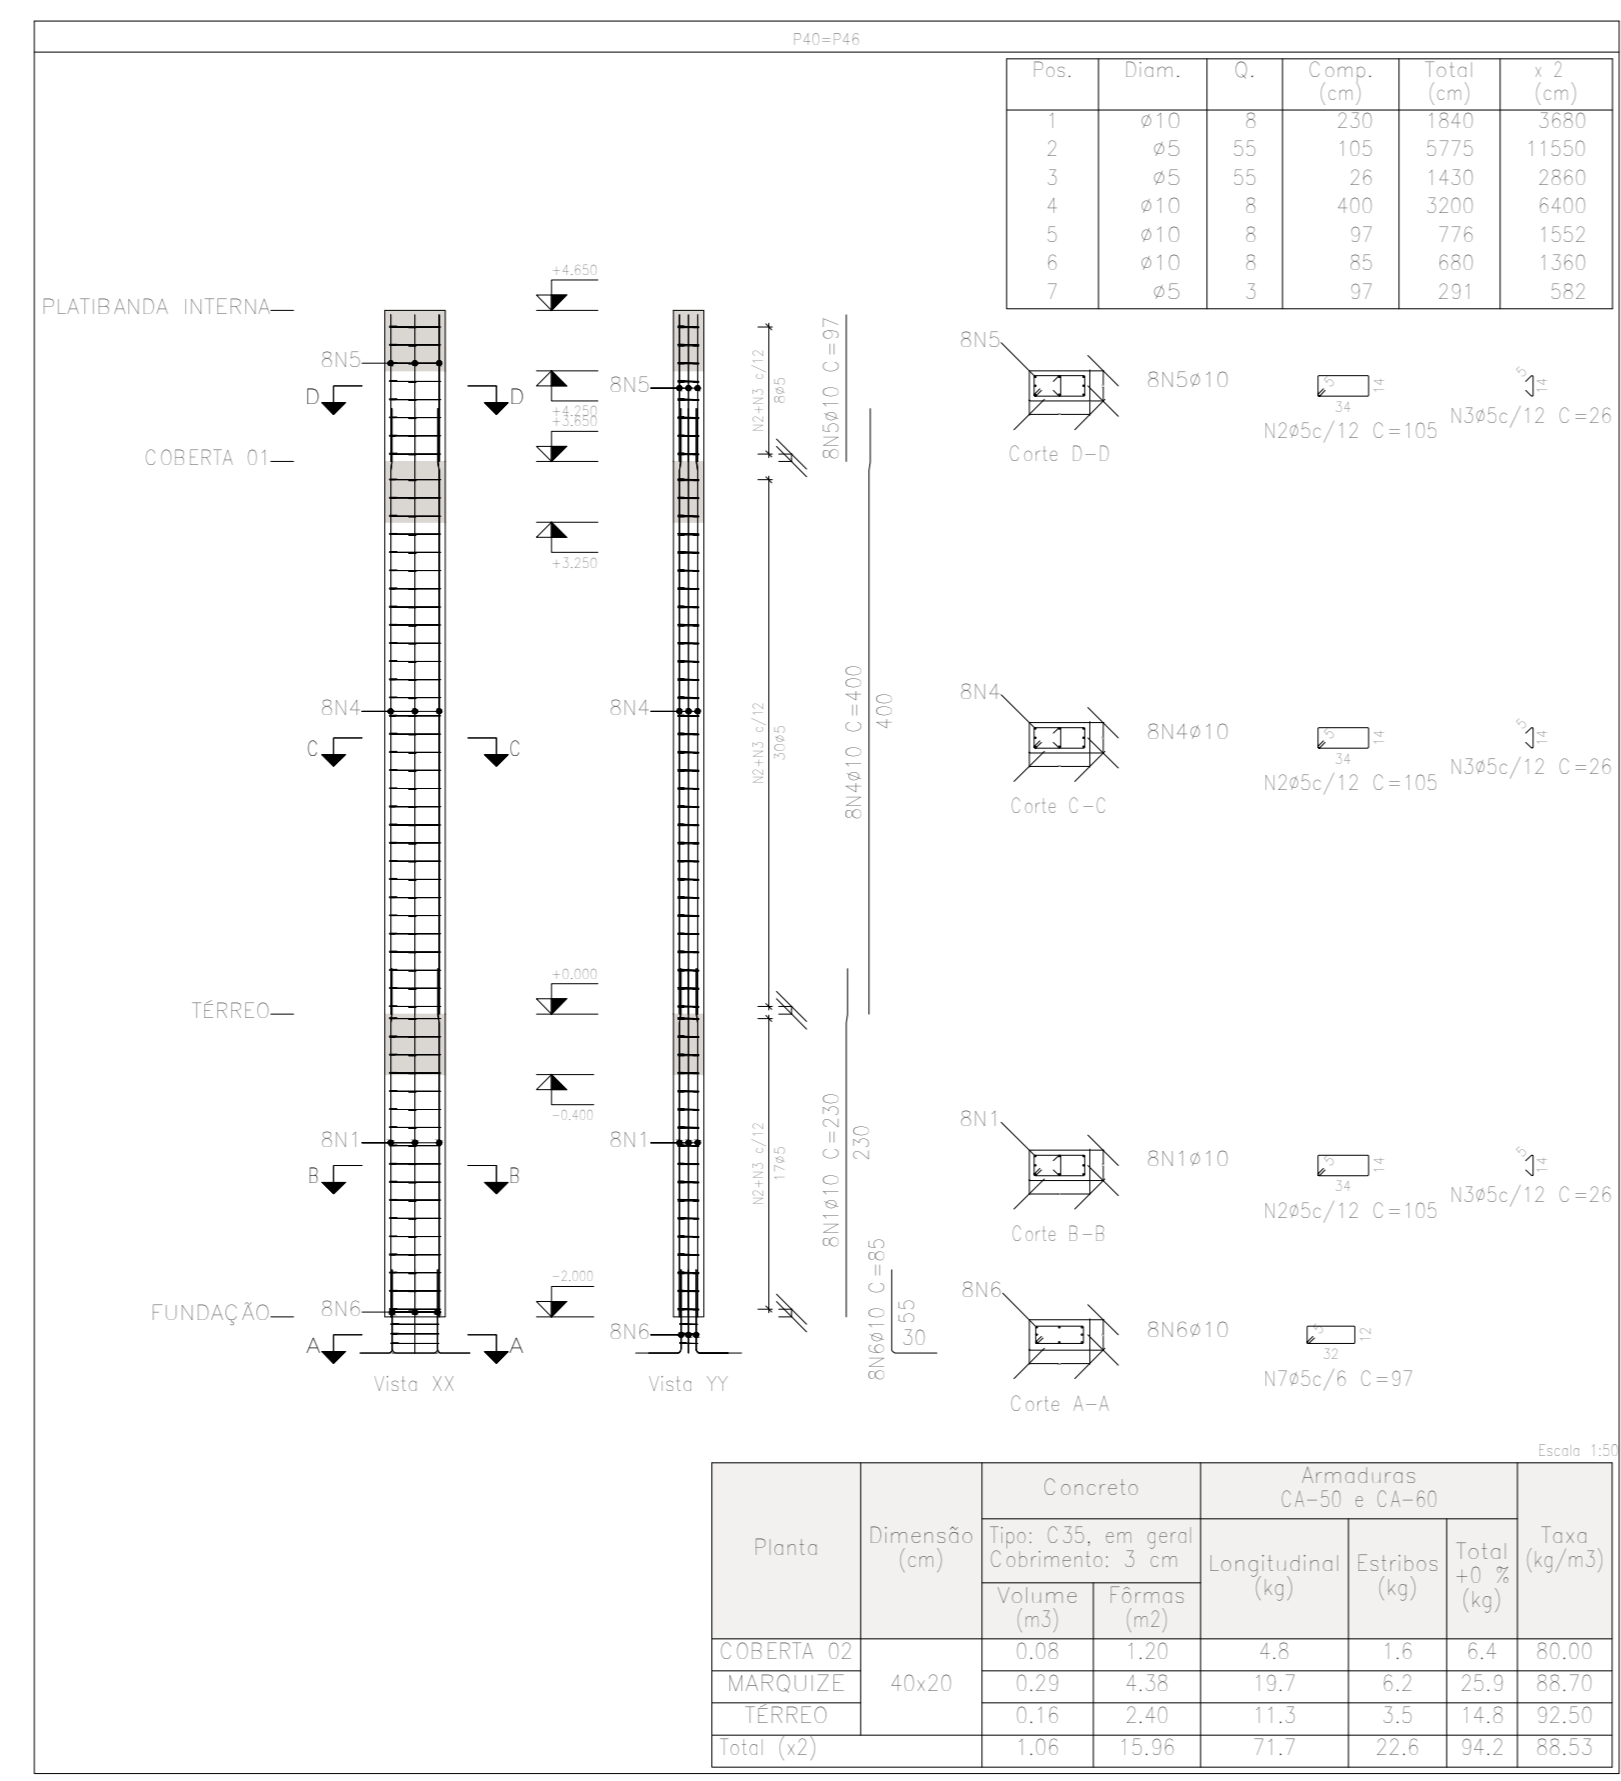 P40=P46
Pos. Diam. Q. Comp. (cm) Total (cm) x 2 (cm)
1 ø10 8 230 1840 3680
2 ø5 55 105 5775 11550
3 ø5 55 26 1430 2860
4 ø10 8 400 3200 6400
5 ø10 8 97 776 1552
6 ø10 8 85 680 1360
7 ø5 3 97 291 582
PLATIBANDA INTERNA
+4.650
8N5
8N5
D D
+4.250
+3.650
N2+N3 c/12
8ø5
8N5ø10 C=97
8N5
8N5ø10
Corte D-D
5
34
14
N2ø5c/12 C=105
5
14
N3ø5c/12 C=26
COBERTA 01
+3.250
8N4
8N4
C C
N2+N3 c/12
30ø5
8N4ø10 C=400
400
8N4
8N4ø10
Corte C-C
5
34
14
N2ø5c/12 C=105
5
14
N3ø5c/12 C=26
+0.000
TÉRREO
-0.400
8N1
8N1
B B
N2+N3 c/12
17ø5
8N1ø10 C=230
230
8N1
8N1ø10
Corte B-B
5
34
14
N2ø5c/12 C=105
5
14
N3ø5c/12 C=26
-2.000
FUNDAÇÃO
8N6
8N6
A A
8N6ø10 C=85
55
30
8N6
8N6ø10
Corte A-A
5
32
12
N7ø5c/6 C=97
Vista XX
Vista YY
Escala 1:50
Planta
Dimensão
(cm)
Concreto
Tipo: C35, em geral
Cobrimento: 3 cm
Volume
(m3)
Fôrmas
(m2)
Armaduras
CA-50 e CA-60
Longitudinal
(kg)
Estribos
(kg)
Total
+0 %
(kg)
Taxa
(kg/m3)
COBERTA 02 0.08 1.20 4.8 1.6 6.4 80.00
MARQUIZE 40x20 0.29 4.38 19.7 6.2 25.9 88.70
TÉRREO 0.16 2.40 11.3 3.5 14.8 92.50
Total (x2) 1.06 15.96 71.7 22.6 94.2 88.53